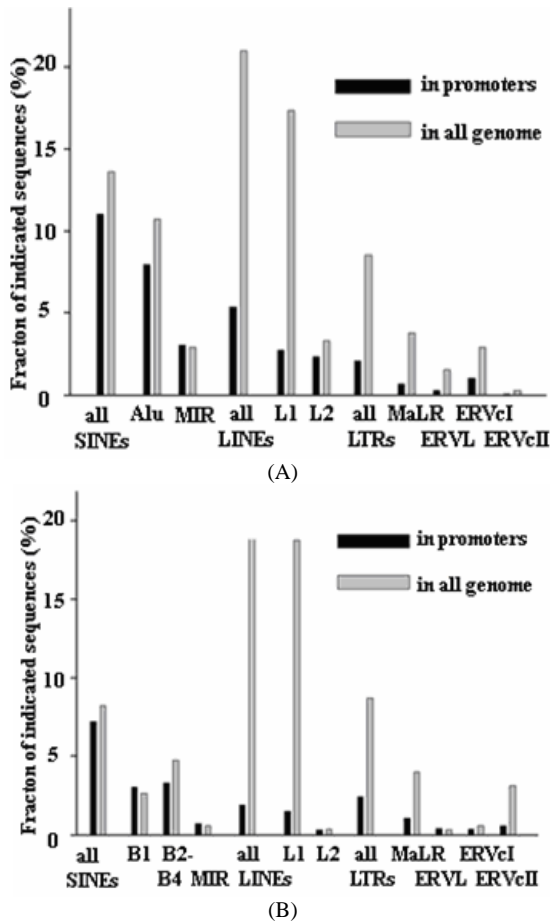 Fracton of indicated sequences (%)
20
15
10
5
0
in promoters
in all genome
all SINEs
Alu
MIR
all LINEs
L1
L2
all LTRs
MaLR
ERVL
ERVcI
ERVcII
(A)
Fracton of indicated sequences (%)
20
15
10
5
0
in promoters
in all genome
all SINEs
B1
B2-B4
MIR
all LINEs
L1
L2
all LTRs
MaLR
ERVL
ERVcI
ERVcII
(B)